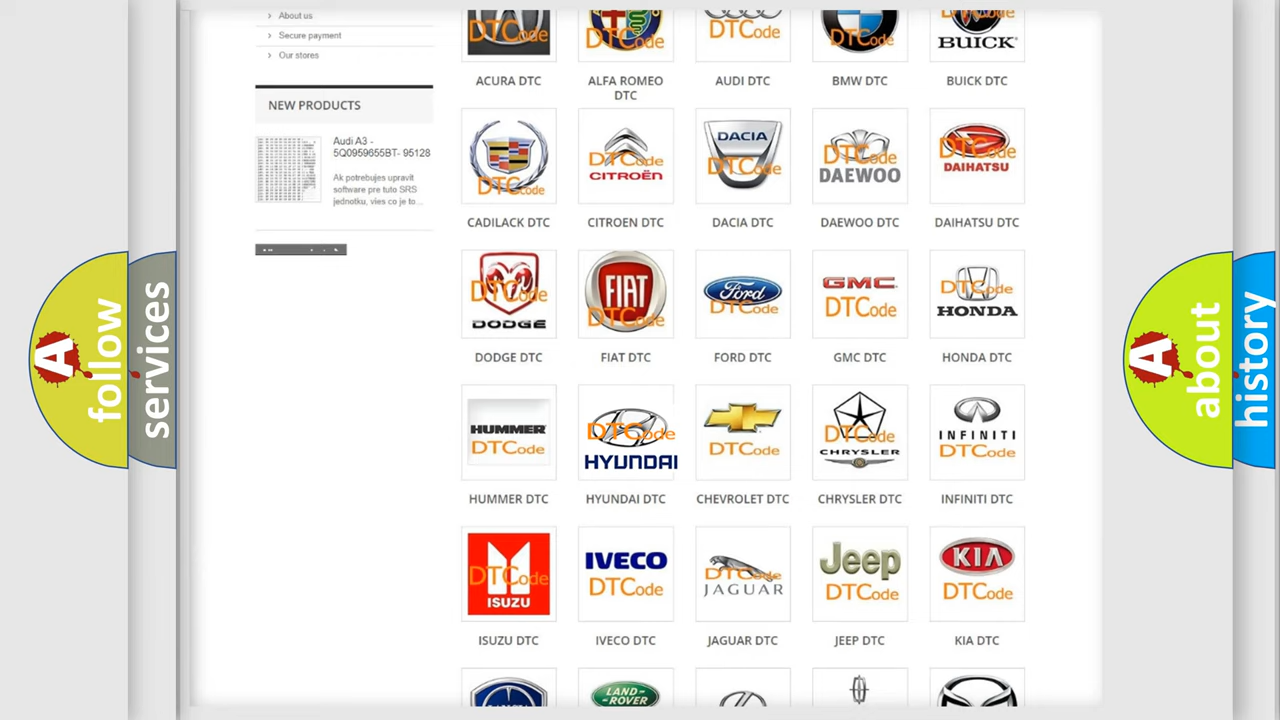 About us
Secure payment
Our stores
NEW PRODUCTS
Audi A3 -
5Q0959655BT- 95128
Ak potrebujes upravit
software pre tuto SRS
jednotku, vies co je to...
DTCode
DTCode
DTCode
DTCode
BUICK
ACURA DTC
ALFA ROMEO
DTC
AUDI DTC
BMW DTC
BUICK DTC
DTCode
DTCode
CITROËN
DACIA
DTCode
DTCode
DAEWOO
DTCode
DAIHATSU
CADILACK DTC
CITROEN DTC
DACIA DTC
DAEWOO DTC
DAIHATSU DTC
DTCode
DODGE
FIAT
DTCode
Ford
DTCode
GMC
DTCode
DTCode
HONDA
DODGE DTC
FIAT DTC
FORD DTC
GMC DTC
HONDA DTC
HUMMER
DTCode
DTCode
HYUNDAI
DTCode
DTCode
CHRYSLER
INFINITI
DTCode
HUMMER DTC
HYUNDAI DTC
CHEVROLET DTC
CHRYSLER DTC
INFINITI DTC
DTCode
ISUZU
IVECO
DTCode
DTCode
JAGUAR
Jeep
DTCode
KIA
DTCode
ISUZU DTC
IVECO DTC
JAGUAR DTC
JEEP DTC
KIA DTC
LAND-
ROVER
A
follow
services
A
about
history